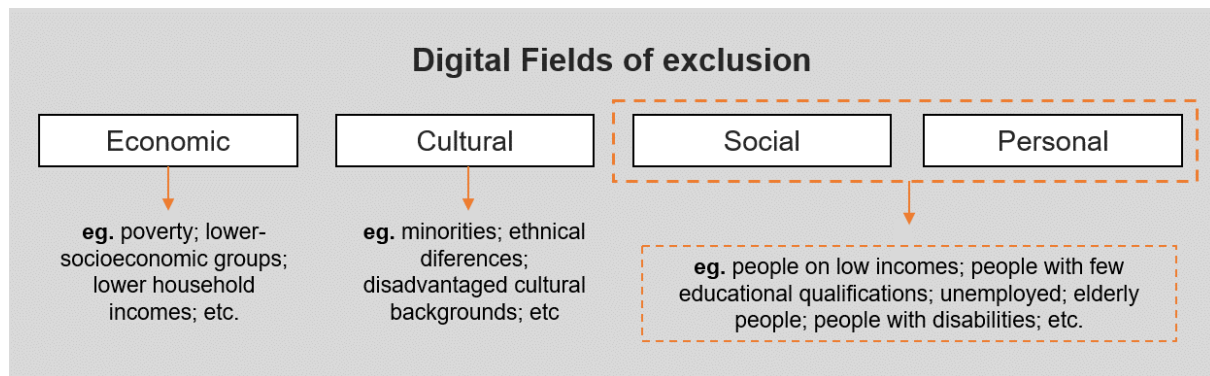 Digital Fields of exclusion
Economic
Cultural
Social
Personal
eg. poverty; lower-
socioeconomic groups;
lower household
incomes; etc.
eg. minorities; ethnical
diferences;
disadvantaged cultural
backgrounds; etc
eg. people on low incomes; people with few
educational qualifications; unemployed; elderly
people; people with disabilities; etc.